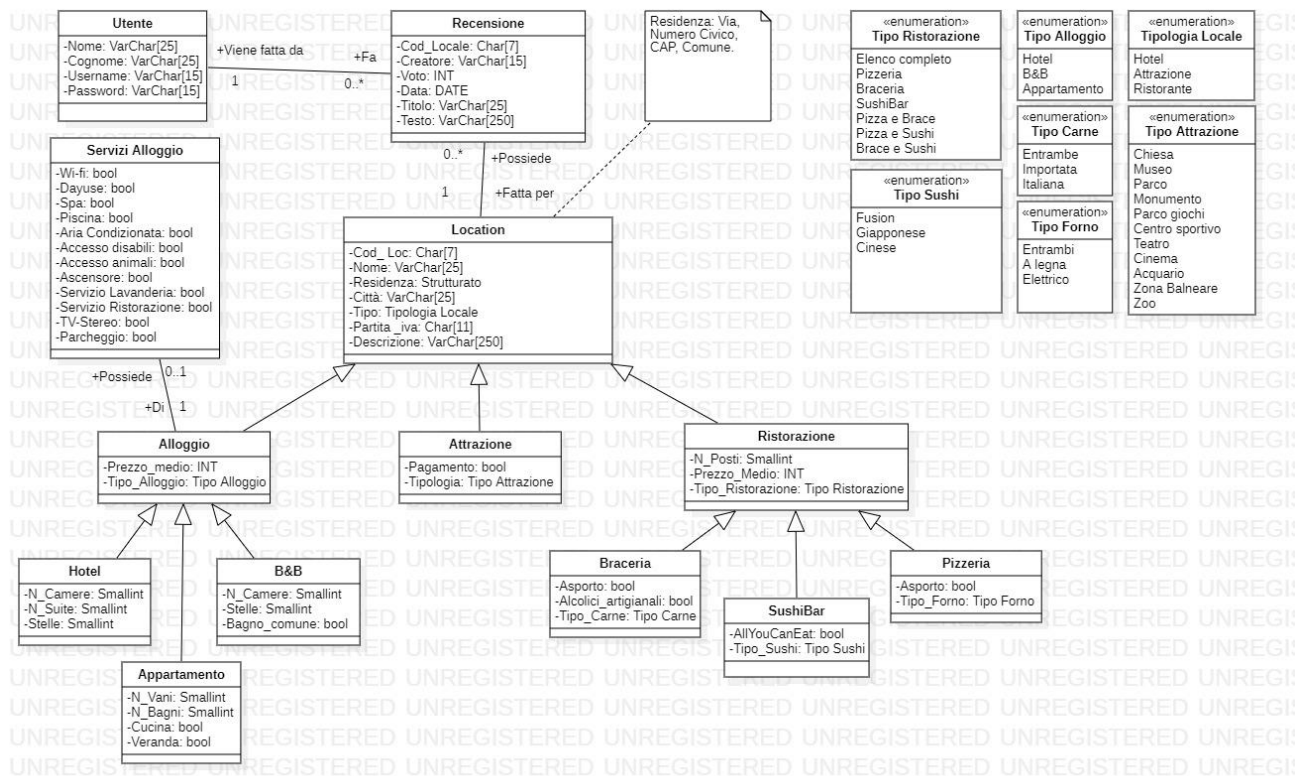 Utente
-Nome: VarChar[25]
-Cognome: VarChar[25]
-Username: VarChar[15]
-Password: VarChar[15]
+Viene fatta da
1
+Fa
0..*
Recensione
-Cod_Locale: Char[7]
-Creatore: VarChar[15]
-Voto: INT
-Data: DATE
-Titolo: VarChar[25]
-Testo: VarChar[250]
Residenza: Via,
Numero Civico,
CAP, Comune.
«enumeration»
Tipo Ristorazione
Elenco completo
Pizzeria
Braceria
SushiBar
Pizza e Brace
Pizza e Sushi
Brace e Sushi
«enumeration»
Tipo Alloggio
Hotel
B&B
Appartamento
«enumeration»
Tipologia Locale
Hotel
Attrazione
Ristorante
«enumeration»
Tipo Carne
Entrambe
Importata
Italiana
«enumeration»
Tipo Attrazione
Chiesa
Museo
Parco
Monumento
Parco giochi
Centro sportivo
Teatro
Cinema
Acquario
Zona Balneare
Zoo
«enumeration»
Tipo Sushi
Fusion
Giapponese
Cinese
«enumeration»
Tipo Forno
Entrambi
A legna
Elettrico
Servizi Alloggio
-Wi-fi: bool
-Dayuse: bool
-Spa: bool
-Piscina: bool
-Aria Condizionata: bool
-Accesso disabili: bool
-Accesso animali: bool
-Ascensore: bool
-Servizio Lavanderia: bool
-Servizio Ristorazione: bool
-TV-Stereo: bool
-Parcheggio: bool
0..*
+Possiede
1
+Fatta per
Location
-Cod_ Loc: Char[7]
-Nome: VarChar[25]
-Residenza: Strutturato
-Città: VarChar[25]
-Tipo: Tipologia Locale
-Partita _iva: Char[11]
-Descrizione: VarChar[250]
+Possiede
0..1
+Di
1
Alloggio
-Prezzo_medio: INT
-Tipo_Alloggio: Tipo Alloggio
Attrazione
-Pagamento: bool
-Tipologia: Tipo Attrazione
Ristorazione
-N_Posti: Smallint
-Prezzo_Medio: INT
-Tipo_Ristorazione: Tipo Ristorazione
Hotel
-N_Camere: Smallint
-N_Suite: Smallint
-Stelle: Smallint
B&B
-N_Camere: Smallint
-Stelle: Smallint
-Bagno_comune: bool
Braceria
-Asporto: bool
-Alcolici_artigianali: bool
-Tipo_Carne: Tipo Carne
SushiBar
-AllYouCanEat: bool
-Tipo_Sushi: Tipo Sushi
Pizzeria
-Asporto: bool
-Tipo_Forno: Tipo Forno
Appartamento
-N_Vani: Smallint
-N_Bagni: Smallint
-Cucina: bool
-Veranda: bool
UNREGISTERED